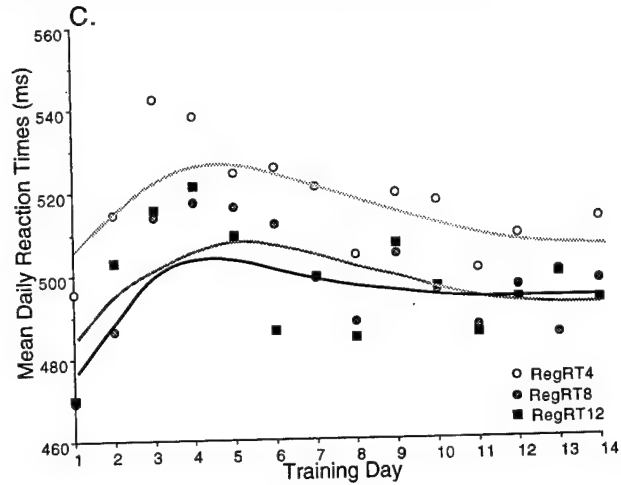 C.
560
540
520
500
480
460
Mean Daily Reaction Times (ms)
RegRT4
RegRT8
RegRT12
1 2 3 4 5 6 7 8 9 10 11 12 13 14
Training Day